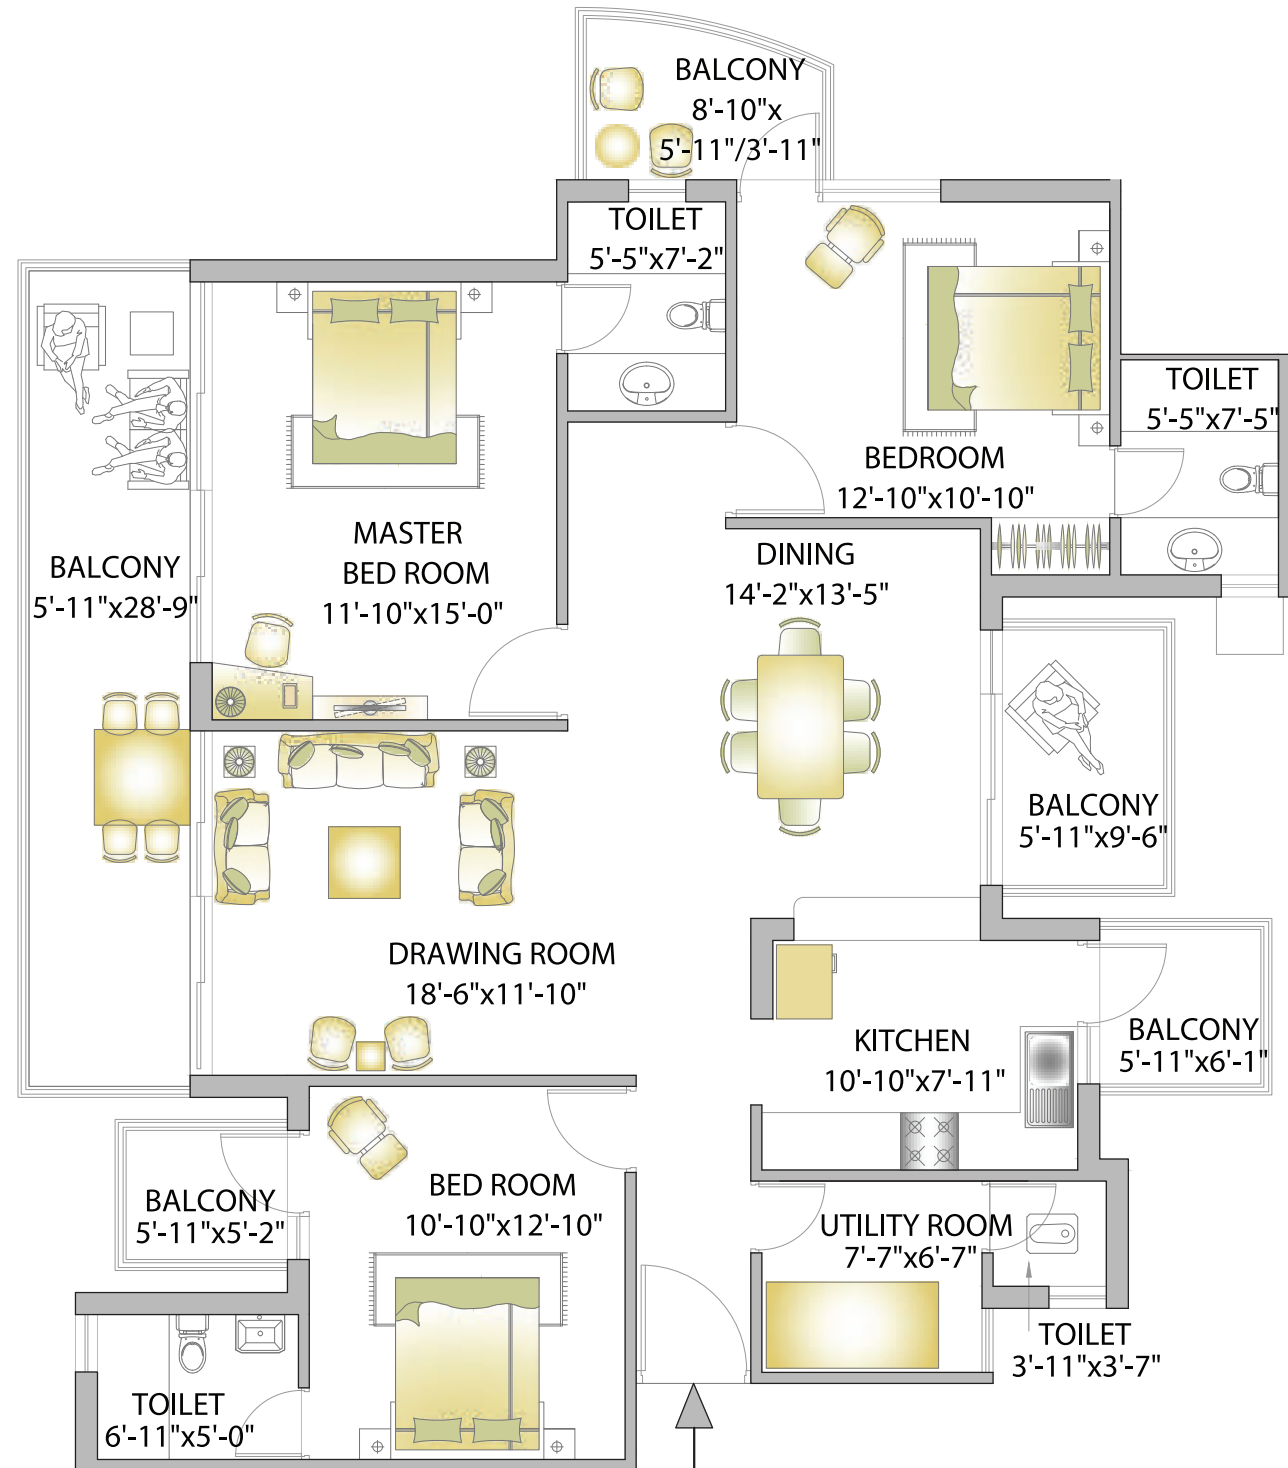 BALCONY
8'-10"x
5'-11"/3'-11"
TOILET
5'-5"x7'-2"
TOILET
5'-5"x7'-5"
BEDROOM
12'-10"x10'-10"
MASTER
BED ROOM
11'-10"x15'-0"
BALCONY
5'-11"x28'-9"
DINING
14'-2"x13'-5"
BALCONY
5'-11"x9'-6"
DRAWING ROOM
18'-6"x11'-10"
KITCHEN
10'-10"x7'-11"
BALCONY
5'-11"x6'-1"
BALCONY
5'-11"x5'-2"
BED ROOM
10'-10"x12'-10"
UTILITY ROOM
7'-7"x6'-7"
TOILET
3'-11"x3'-7"
TOILET
6'-11"x5'-0"